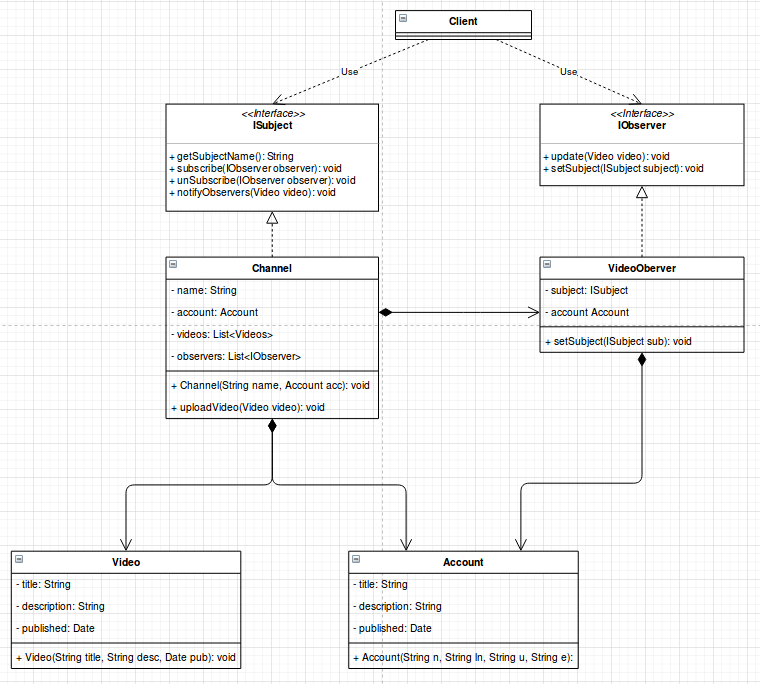 Client
Use
Use
<<Interface>>
ISubject
+ getSubjectName(): String
+ subscribe(IObserver observer): void
+ unSubscribe(IObserver observer): void
+ notifyObservers(Video video): void
<<Interface>>
IObserver
+ update(Video video): void
+ setSubject(ISubject subject): void
Channel
- name: String
- account: Account
- videos: List<Videos>
- observers: List<IObserver>
+ Channel(String name, Account acc): void
+ uploadVideo(Video video): void
VideoOberver
- subject: ISubject
- account Account
+ setSubject(ISubject sub): void
Video
- title: String
- description: String
- published: Date
+ Video(String title, String desc, Date pub): void
Account
- title: String
- description: String
- published: Date
+ Account(String n, String ln, String u, String e):